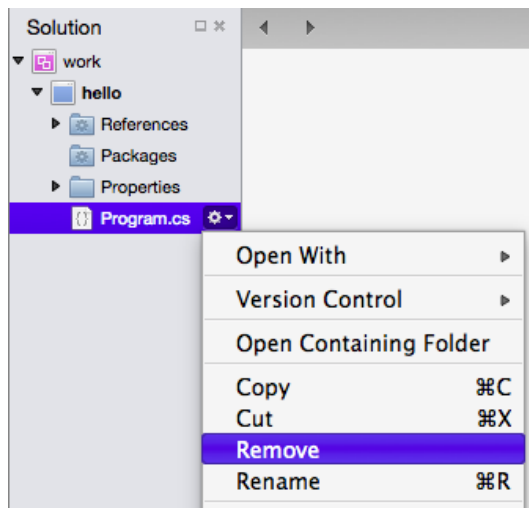 Solution
work
hello
References
Packages
Properties
Program.cs
Open With
Version Control
Open Containing Folder
Copy ⌘C
Cut ⌘X
Remove
Rename ⌘R